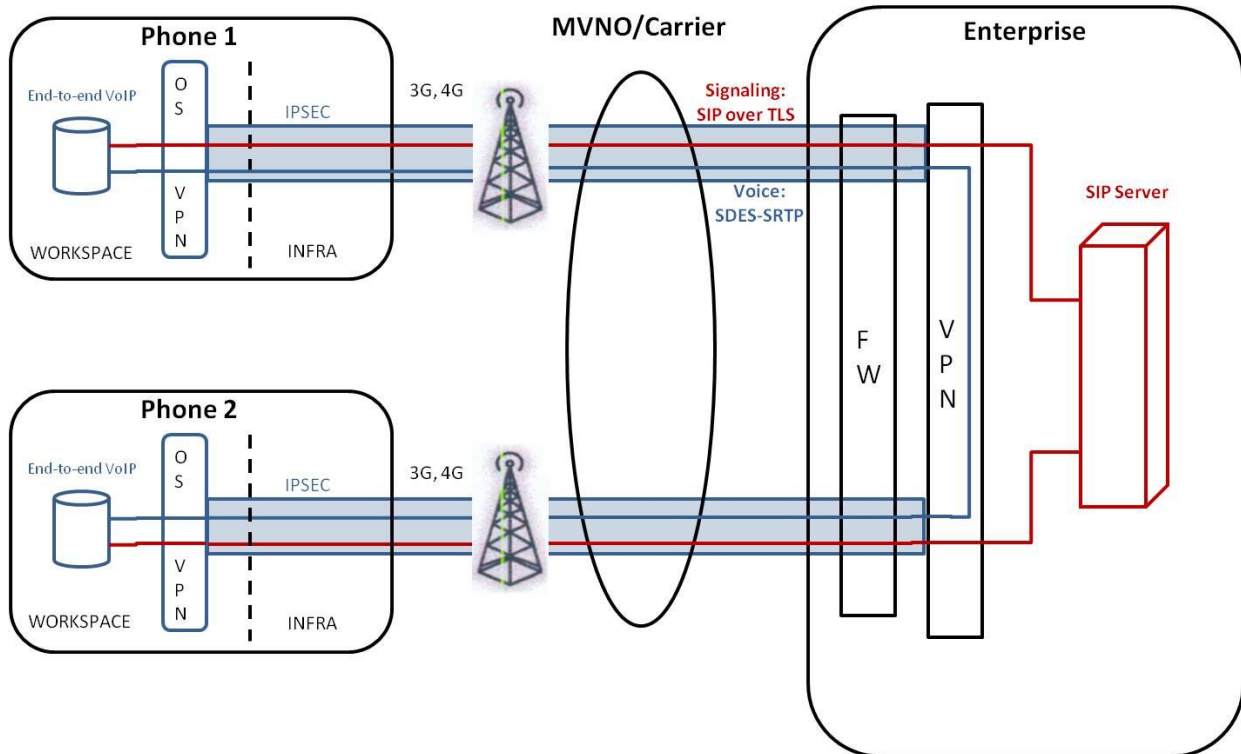 Phone 1
End-to-end VoIP
O
S
V
P
N
IPSEC
WORKSPACE
INFRA
3G, 4G
MVNO/Carrier
Signaling:
SIP over TLS
Voice:
SDES-SRTP
Enterprise
F
W
V
P
N
SIP Server
Phone 2
End-to-end VoIP
O
S
V
P
N
IPSEC
WORKSPACE
INFRA
3G, 4G